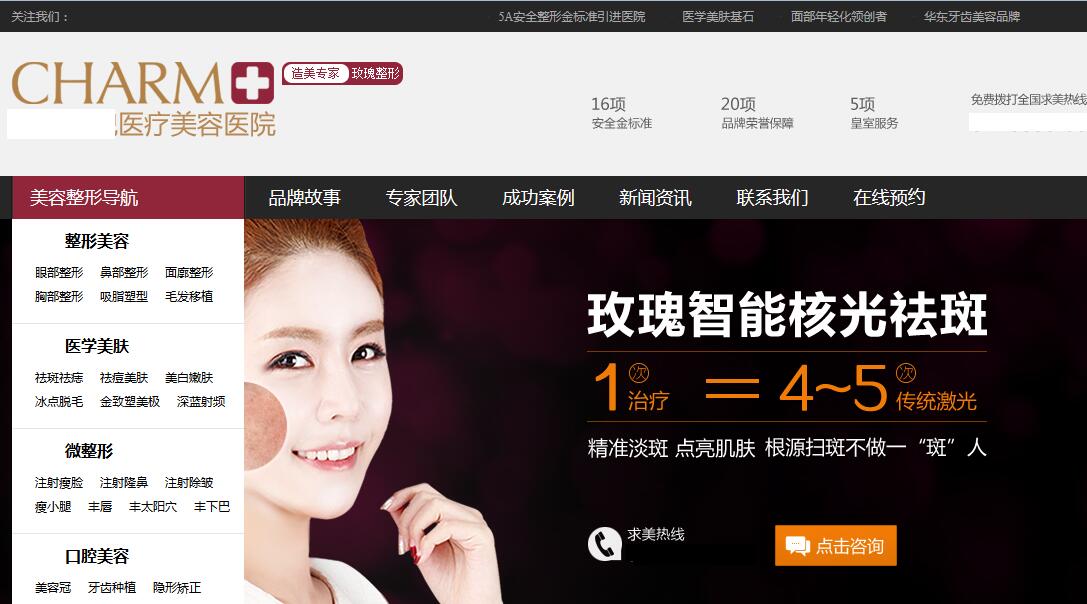 关注我们：
5A安全整形金标准引进医院 医学美肤基石 面部年轻化领创者 华东牙齿美容品牌
CHARM
造美专家 玫瑰整形
医疗美容医院
16项 20项 5项
安全金标准 品牌荣誉保障 皇室服务
免费拨打全国求美热线
美容整形导航 品牌故事 专家团队 成功案例 新闻资讯 联系我们 在线预约
整形美容
眼部整形 鼻部整形 面廓整形
胸部整形 吸脂塑型 毛发移植
医学美肤
祛斑祛痣 祛痘美肤 美白嫩肤
冰点脱毛 金致塑美极 深蓝射频
微整形
注射瘦脸 注射隆鼻 注射除皱
瘦小腿 丰唇 丰太阳穴 丰下巴
口腔美容
美容冠 牙齿种植 隐形矫正
玫瑰智能核光祛斑
1次治疗 = 4~5次传统激光
精准淡斑 点亮肌肤 根源扫斑不做一“斑”人
求美热线
点击咨询